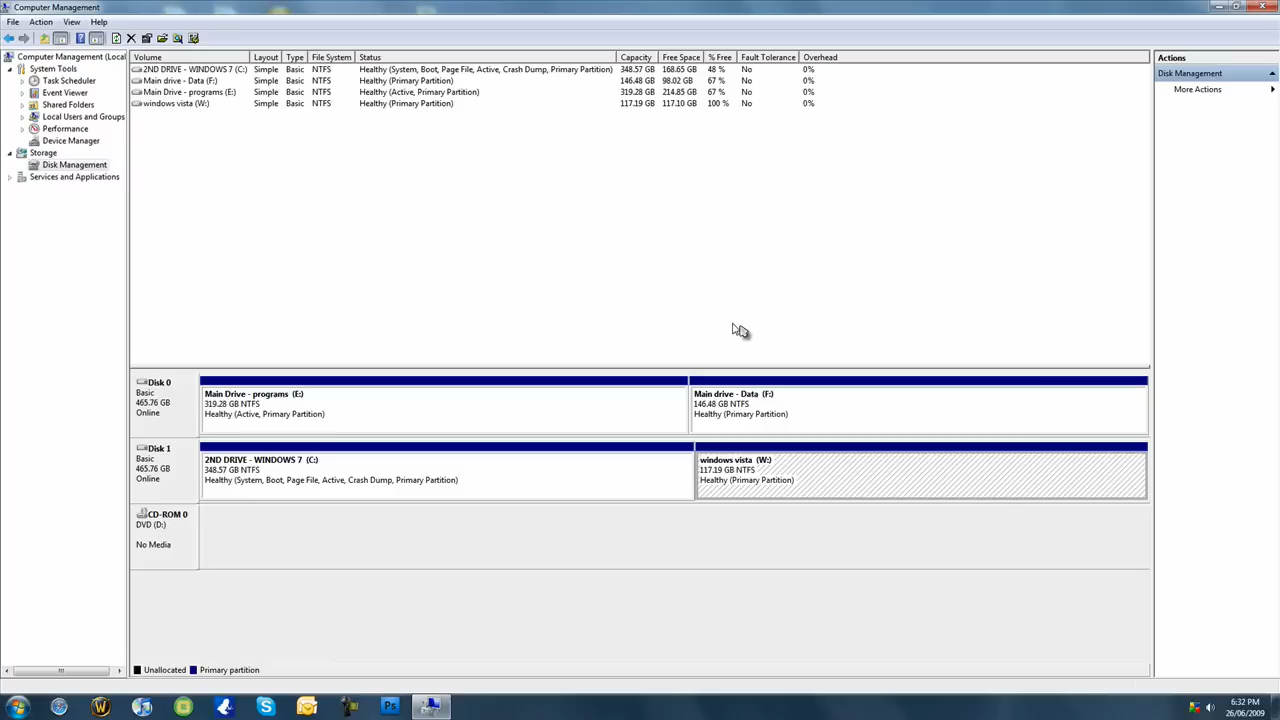 Computer Management
File Action View Help
Computer Management (Local
System Tools
Task Scheduler
Event Viewer
Shared Folders
Local Users and Groups
Performance
Device Manager
Storage
Disk Management
Services and Applications
Volume Layout Type File System Status Capacity Free Space % Free Fault Tolerance Overhead
2ND DRIVE - WINDOWS 7 (C:) Simple Basic NTFS Healthy (System, Boot, Page File, Active, Crash Dump, Primary Partition) 348.57 GB 168.65 GB 48 % No 0%
Main drive - Data (F:) Simple Basic NTFS Healthy (Primary Partition) 146.48 GB 98.02 GB 67 % No 0%
Main Drive - programs (E:) Simple Basic NTFS Healthy (Active, Primary Partition) 319.28 GB 214.85 GB 67 % No 0%
windows vista (W:) Simple Basic NTFS Healthy (Primary Partition) 117.19 GB 117.10 GB 100 % No 0%
Actions
Disk Management
More Actions
Disk 0
Basic
465.76 GB
Online
Main Drive - programs (E:)
319.28 GB NTFS
Healthy (Active, Primary Partition)
Main drive - Data (F:)
146.48 GB NTFS
Healthy (Primary Partition)
Disk 1
Basic
465.76 GB
Online
2ND DRIVE - WINDOWS 7 (C:)
348.57 GB NTFS
Healthy (System, Boot, Page File, Active, Crash Dump, Primary Partition)
windows vista (W:)
117.19 GB NTFS
Healthy (Primary Partition)
CD-ROM 0
DVD (D:)
No Media
Unallocated Primary partition
Ps
6:32 PM
26/06/2009